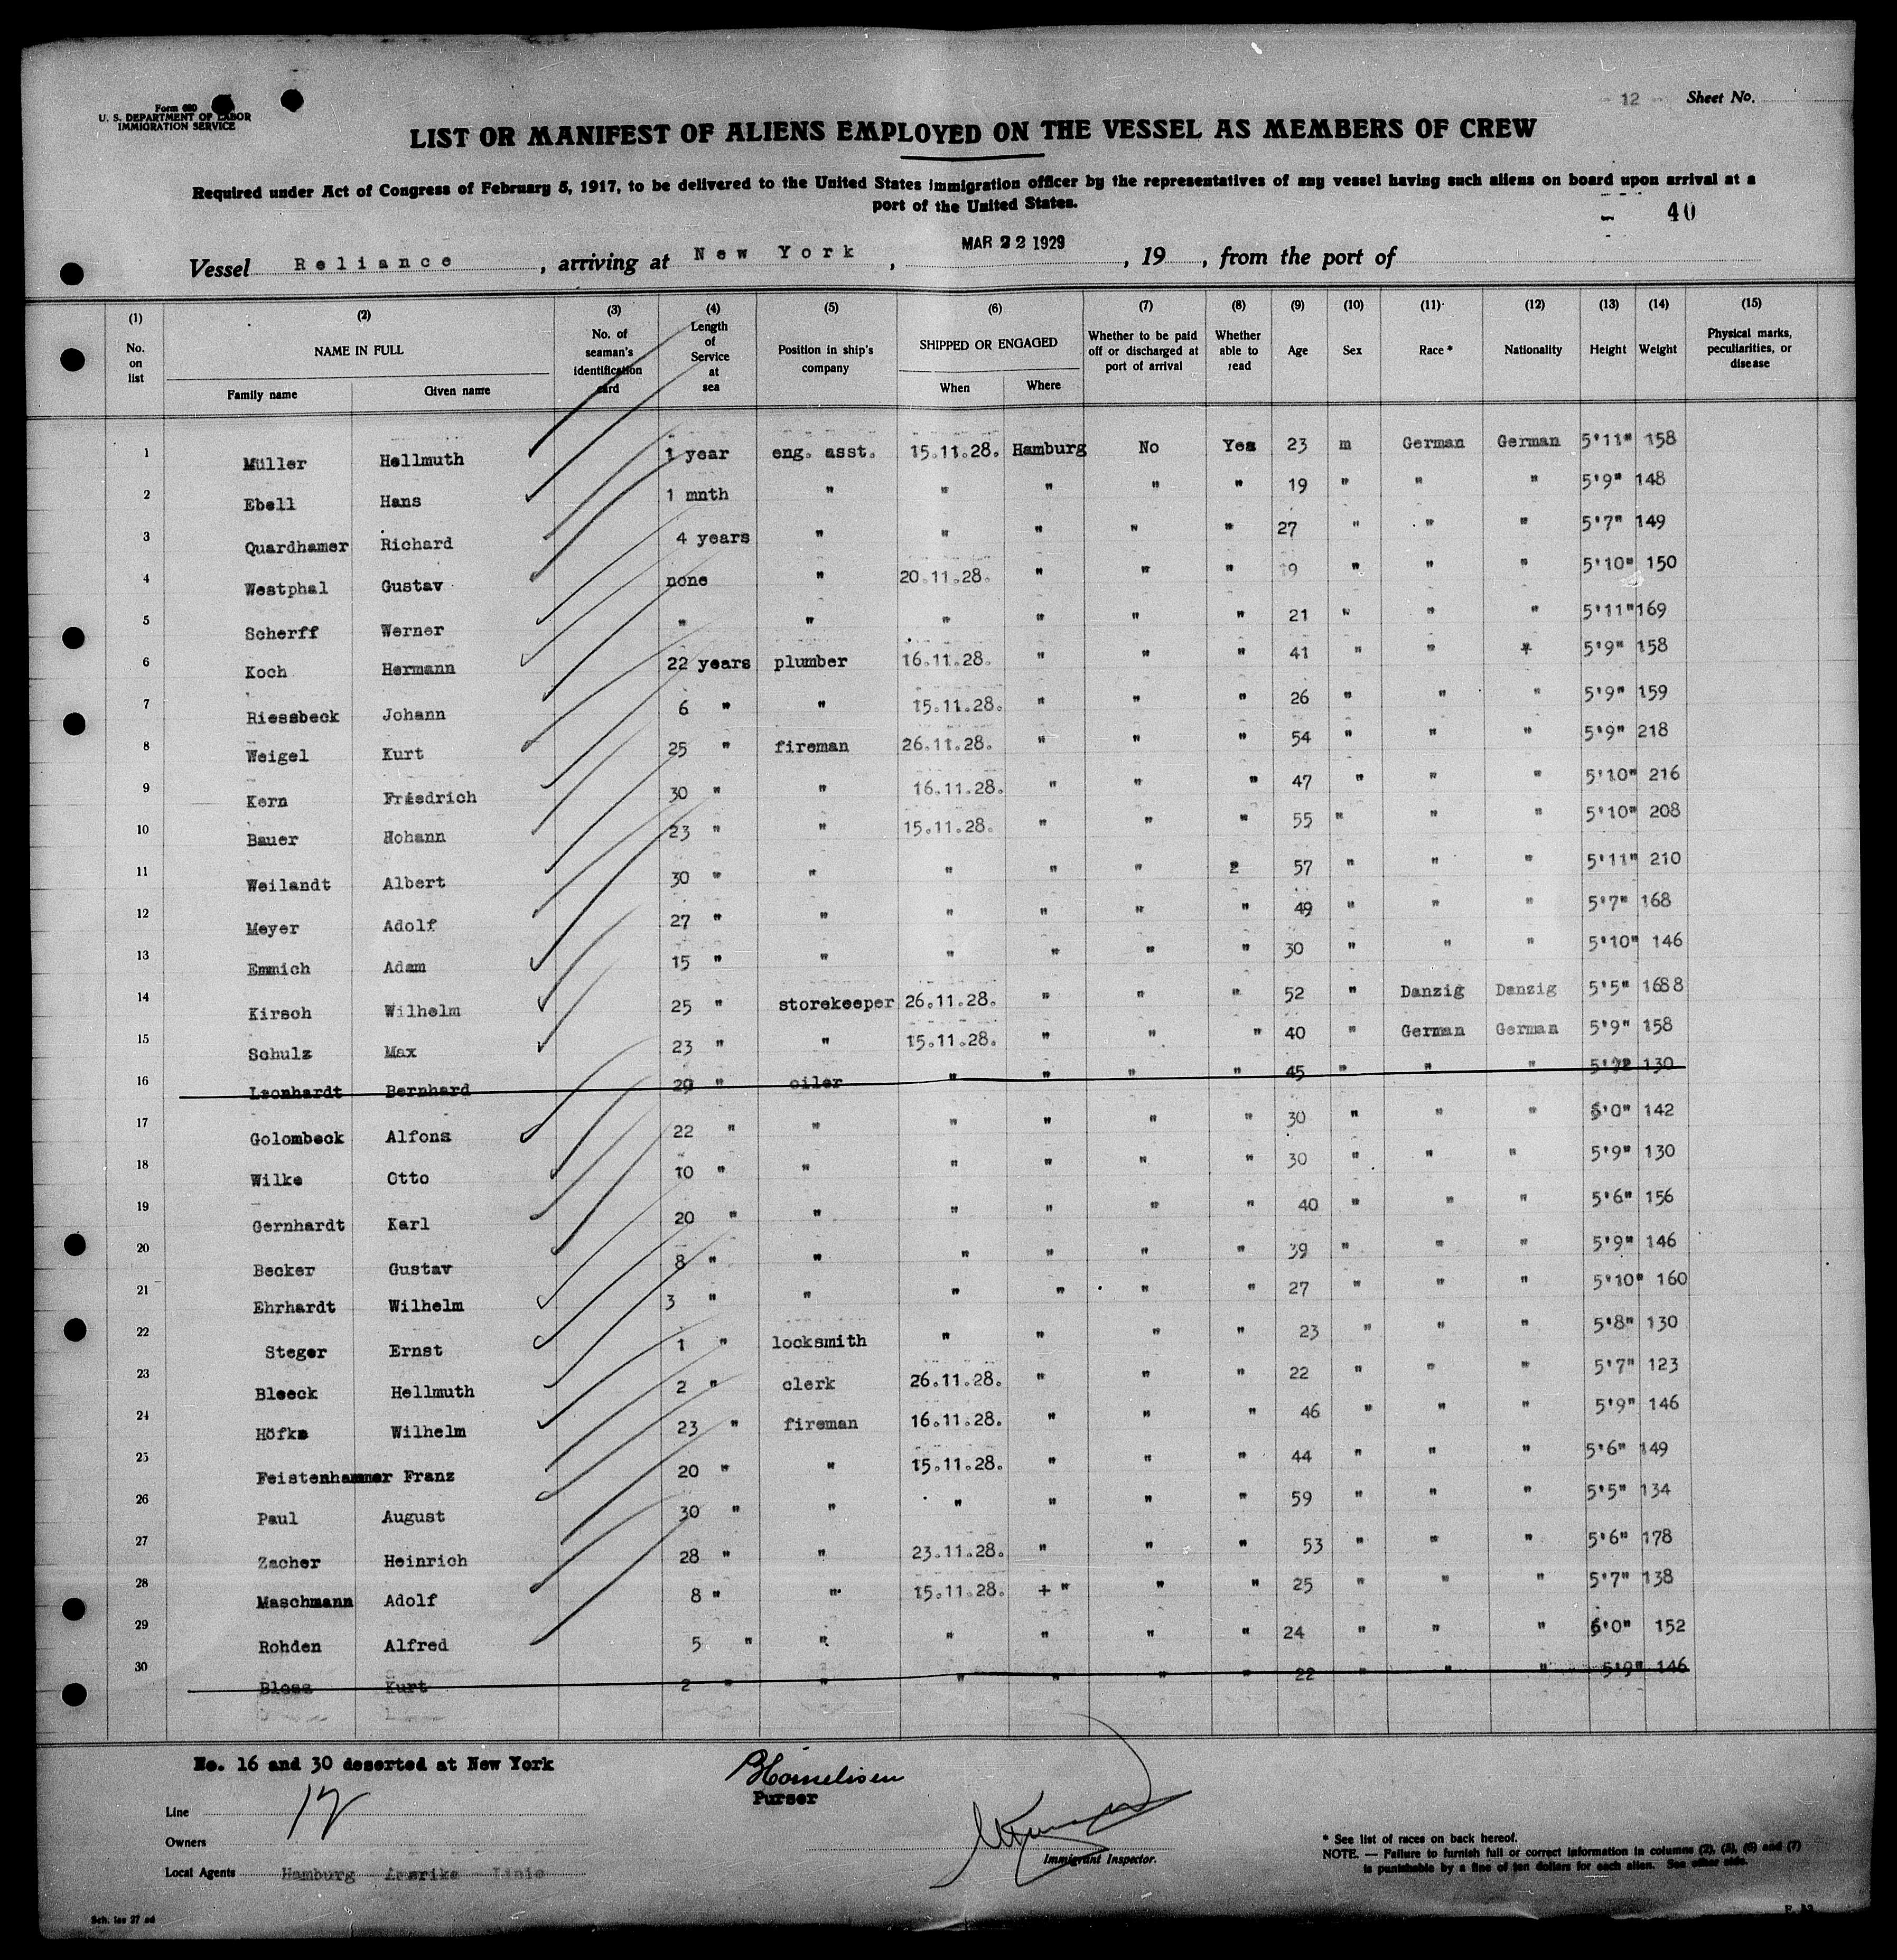 Form 680
U. S. DEPARTMENT OF LABOR
IMMIGRATION SERVICE
12 Sheet No.
LIST OR MANIFEST OF ALIENS EMPLOYED ON THE VESSEL AS MEMBERS OF CREW
Required under Act of Congress of February 5, 1917, to be delivered to the United States immigration officer by the representatives of any vessel having such aliens on board upon arrival at a
port of the United States.
40
Vessel Reliance, arriving at New York, MAR 22 1929, 19 , from the port of
(1) (2) (3) (4) (5) (6) (7) (8) (9) (10) (11) (12) (13) (14) (15)
No. on list NAME IN FULL Family name Given name No. of seaman's identification card Length of Service at sea Position in ship's company SHIPPED OR ENGAGED When Where Whether to be paid off or discharged at port of arrival Whether able to read Age Sex Race * Nationality Height Weight Physical marks, peculiarities, or disease
1 Müller Hellmuth 1 year eng. asst. 15.11.28. Hamburg No Yes 23 m German German 5'11" 158
2 Ebell Hans 1 mnth " " " " " 19 " " " 5'9" 148
3 Quardhamer Richard 4 years " " " " " 27 " " " 5'7" 149
4 Westphal Gustav none " 20.11.28. " " " 19 " " " 5'10" 150
5 Scherff Werner " " " " " " 21 " " " 5'11" 169
6 Koch Hermann 22 years plumber 16.11.28. " " " 41 " " " 5'9" 158
7 Riessbeck Johann 6 " " 15.11.28. " " " 26 " " " 5'9" 159
8 Weigel Kurt 25 " fireman 26.11.28. " " " 54 " " " 5'9" 218
9 Kern Friedrich 30 " " 16.11.28. " " " 47 " " " 5'10" 216
10 Bauer Hohann 23 " " 15.11.28. " " " 55 " " " 5'10" 208
11 Weilandt Albert 30 " " " " " 2 57 " " " 5'11" 210
12 Meyer Adolf 27 " " " " " " 49 " " " 5'7" 168
13 Emmich Adam 15 " " " " " " 30 " " " 5'10" 146
14 Kirsch Wilhelm 25 " storekeeper 26.11.28. " " " 52 " Danzig Danzig 5'5" 1688
15 Schulz Max 23 " " 15.11.28. " " " 40 " German German 5'9" 158
16 Leonhardt Bernhard 29 " oiler " " " " 45 " " " 130
17 Golombeck Alfons 22 " " " " " " 30 " " " 6'0" 142
18 Wilke Otto 10 " " " " " " 30 " " " 5'9" 130
19 Gernhardt Karl 20 " " " " " " 40 " " " 5'6" 156
20 Becker Gustav 8 " " " " " " 39 " " " 5'9" 146
21 Ehrhardt Wilhelm 3 " " " " " " 27 " " " 5'10" 160
22 Steger Ernst 1 " locksmith " " " " 23 " " " 5'8" 130
23 Bleeck Hellmuth 2 " clerk 26.11.28. " " " 22 " " " 5'7" 123
24 Höfke Wilhelm 23 " fireman 16.11.28. " " " 46 " " " 5'9" 146
25 Feistenhammer Franz 20 " " 15.11.28. " " " 44 " " " 5'6" 149
26 Paul August 30 " " " " " " 59 " " " 5'5" 134
27 Zacher Heinrich 28 " " 23.11.28. " " " 53 " " " 5'6" 178
28 Maschmann Adolf 8 " " 15.11.28. + " " " 25 " " " 5'7" 138
29 Rohden Alfred 5 " " " " " " 24 " " " 6'0" 152
30 Bloss Kurt 2 " " " " " " 22 " " " 5'9" 146
No. 16 and 30 deserted at New York
Purser
Line
Owners
Local Agents Hamburg Amerika Linie
Immigrant Inspector.
* See list of races on back hereof.
NOTE. — Failure to furnish full or correct information in columns (2), (5), (6) and (7)
is punishable by a fine of ten dollars for each alien. See other side.